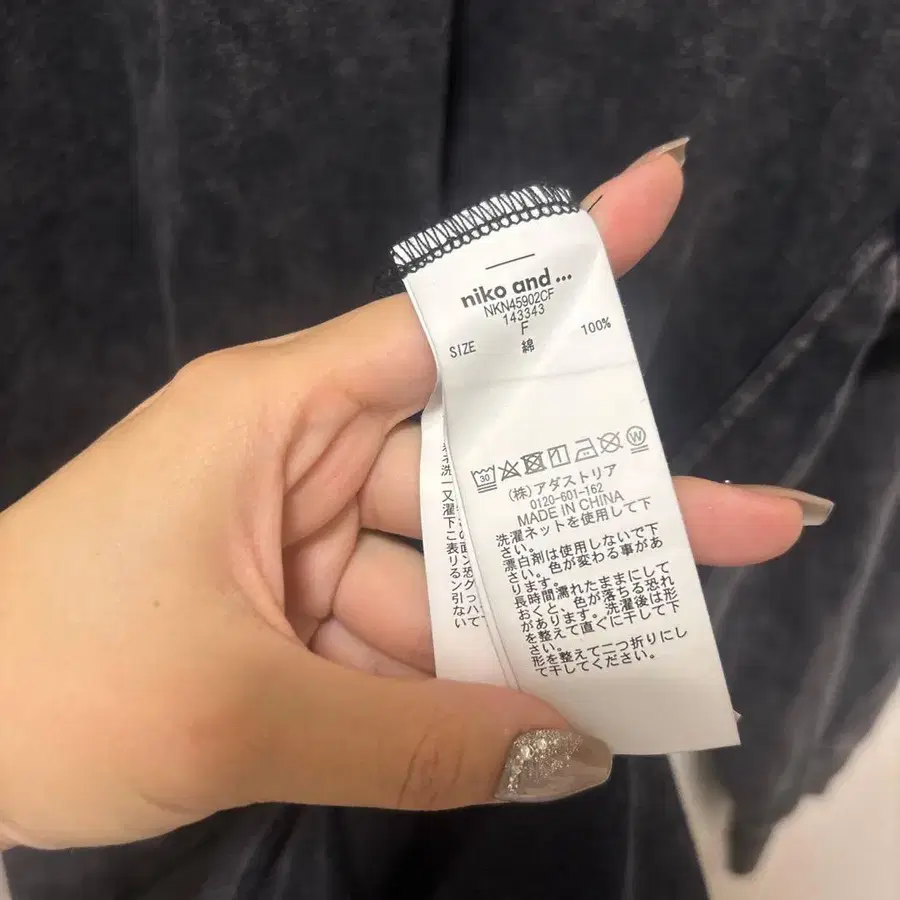 niko and ...
NKN45902CF
143343
F
SIZE 綿 100%
30
W
(株)アダストリア
0120-601-162
MADE IN CHINA
洗濯ネットを使用して下
さい。
漂白剤は使用しないで下
さい。色が変わる事があ
ります。
長時間濡れたままにして
おくと、色が落ちる恐れ
があります。洗濯後は形
を整えて直ぐに干して下
さい。
形を整えて二つ折りにし
て干してください。